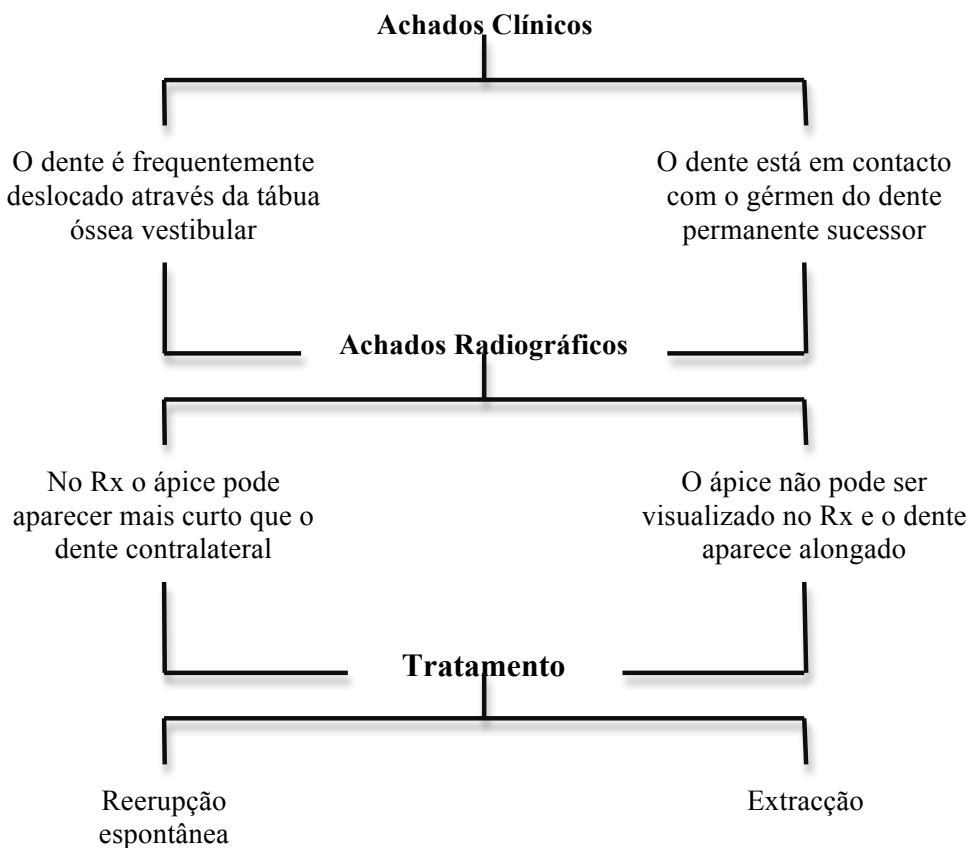 Achados Clínicos
O dente é frequentemente
deslocado através da tábua
óssea vestibular
O dente está em contacto
com o gérmen do dente
permanente sucessor
Achados Radiográficos
No Rx o ápice pode
aparecer mais curto que o
dente contralateral
O ápice não pode ser
visualizado no Rx e o dente
aparece alongado
Tratamento
Reerupção
espontânea
Extracção